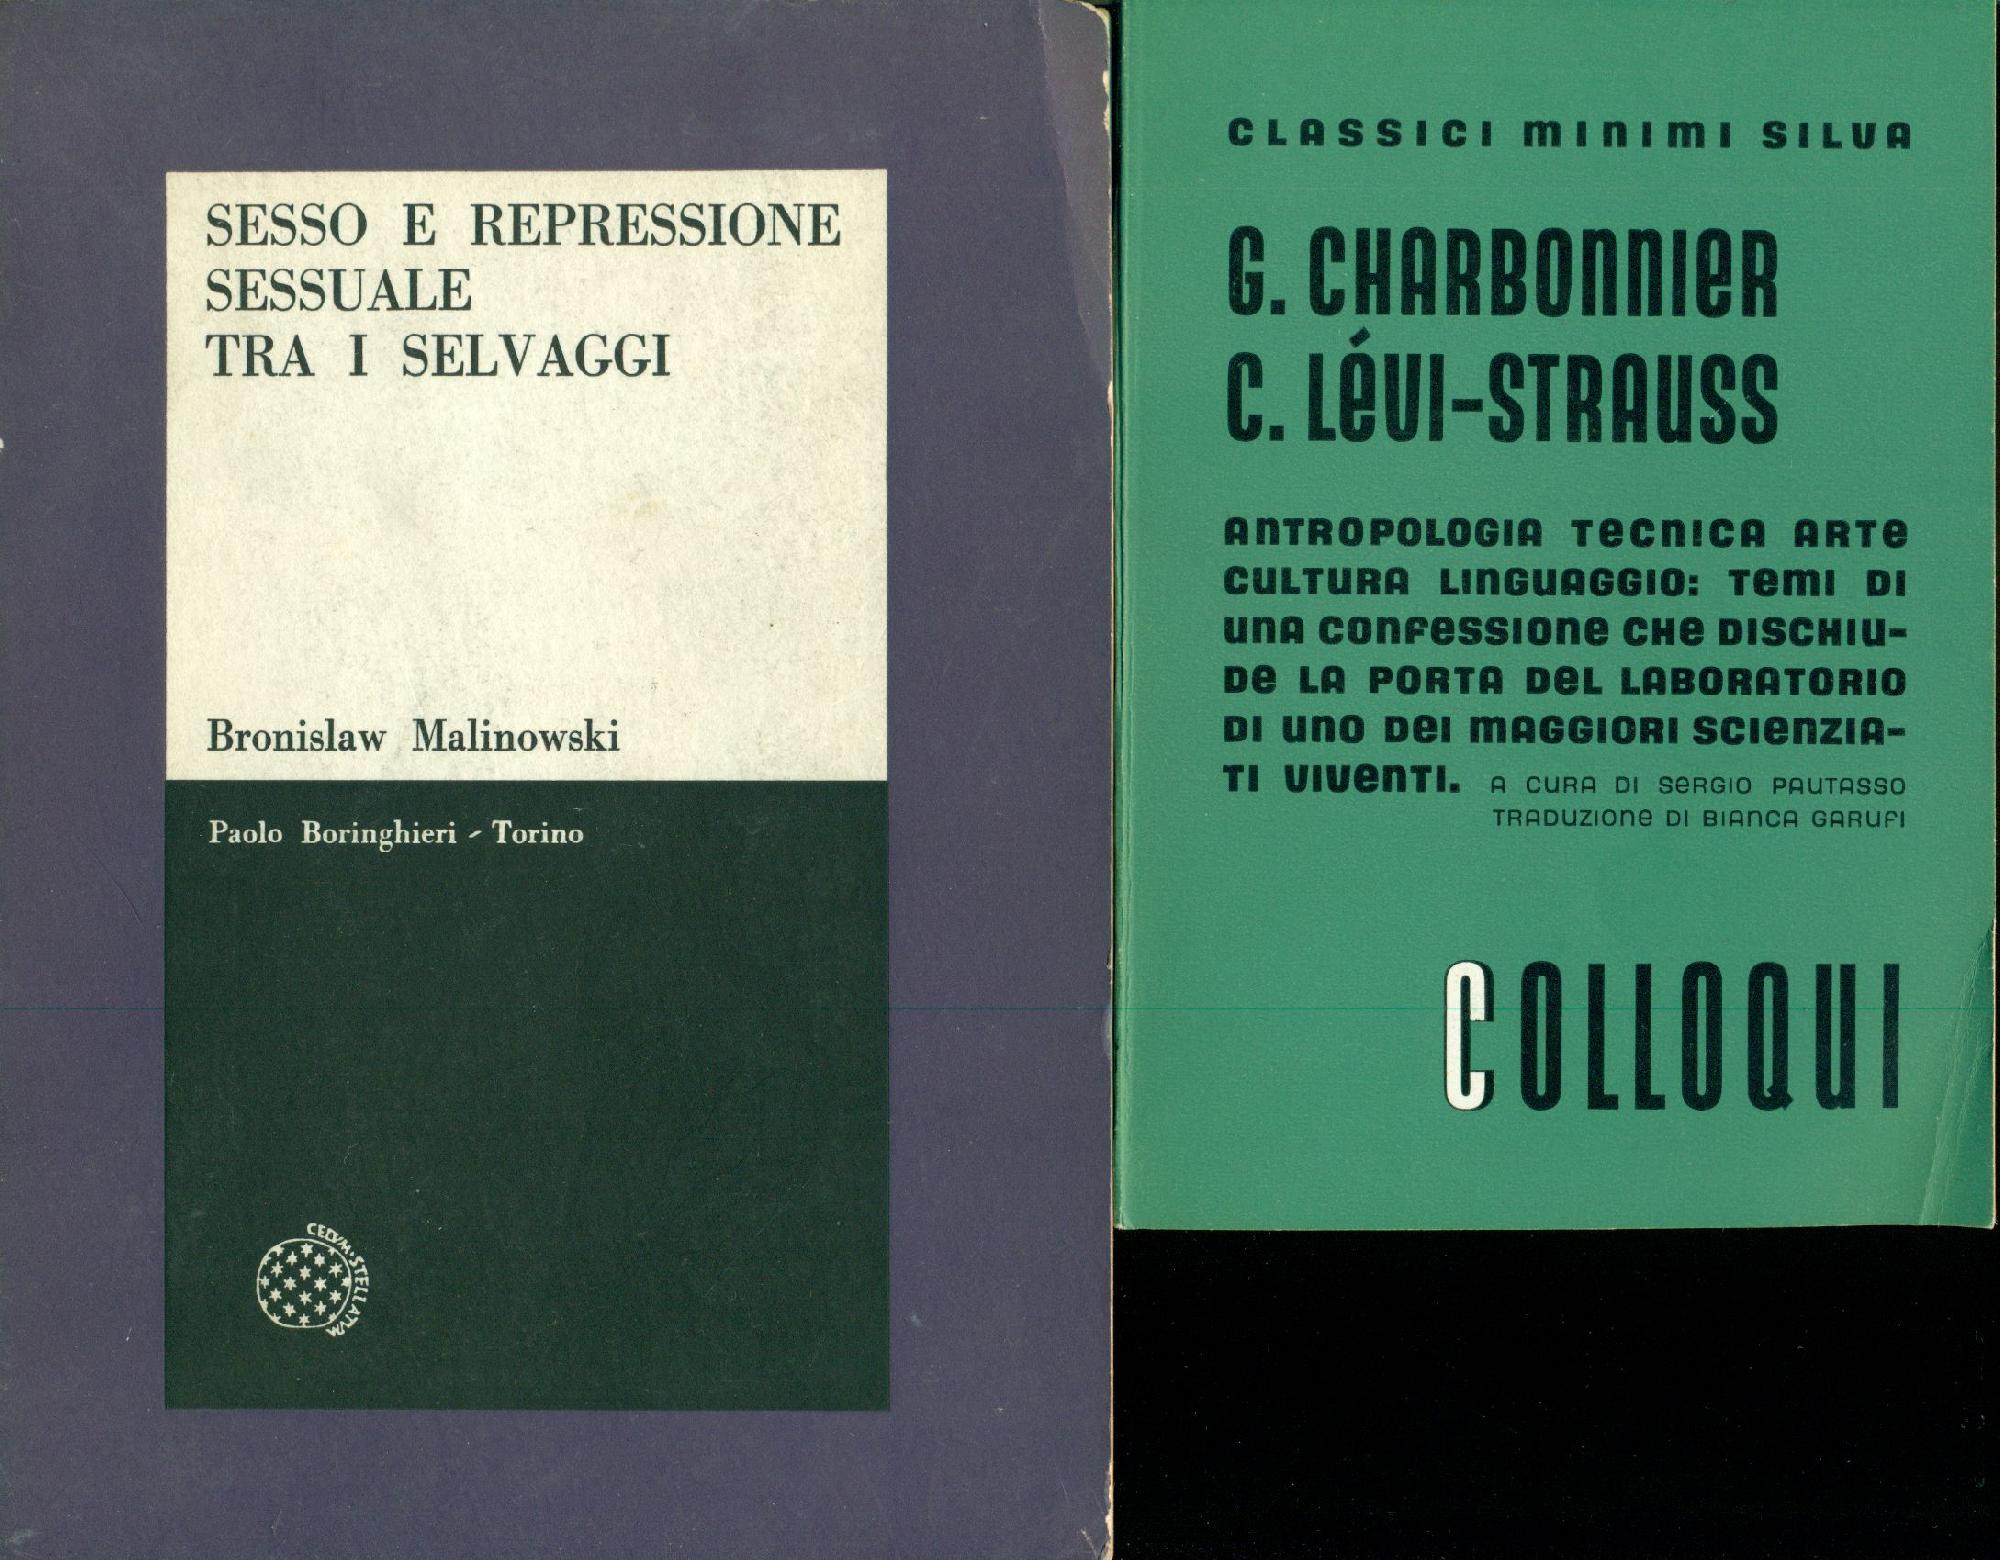 SESSO E REPRESSIONE
SESSUALE
TRA I SELVAGGI
Bronislaw Malinowski
Paolo Boringhieri - Torino
CELVM · STELLATVM
CLASSICI MINIMI SILVA
G. CHARBONNIER
C. LÉVI-STRAUSS
ANTROPOLOGIA TECNICA ARTE
CULTURA LINGUAGGIO: TEMI DI
UNA CONFESSIONE CHE DISCHIU-
DE LA PORTA DEL LABORATORIO
DI UNO DEI MAGGIORI SCIENZIA-
TI VIVENTI. A CURA DI SERGIO PAUTASSO
TRADUZIONE DI BIANCA GARUFI
COLLOQUI